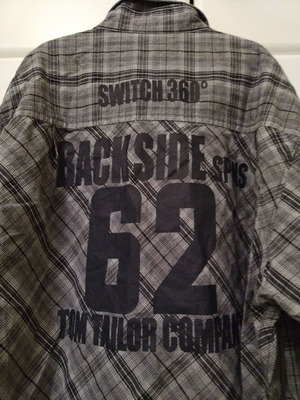 SWITCH 360°
BACKSIDE SPINS
62
TOM TAILOR COMPANY